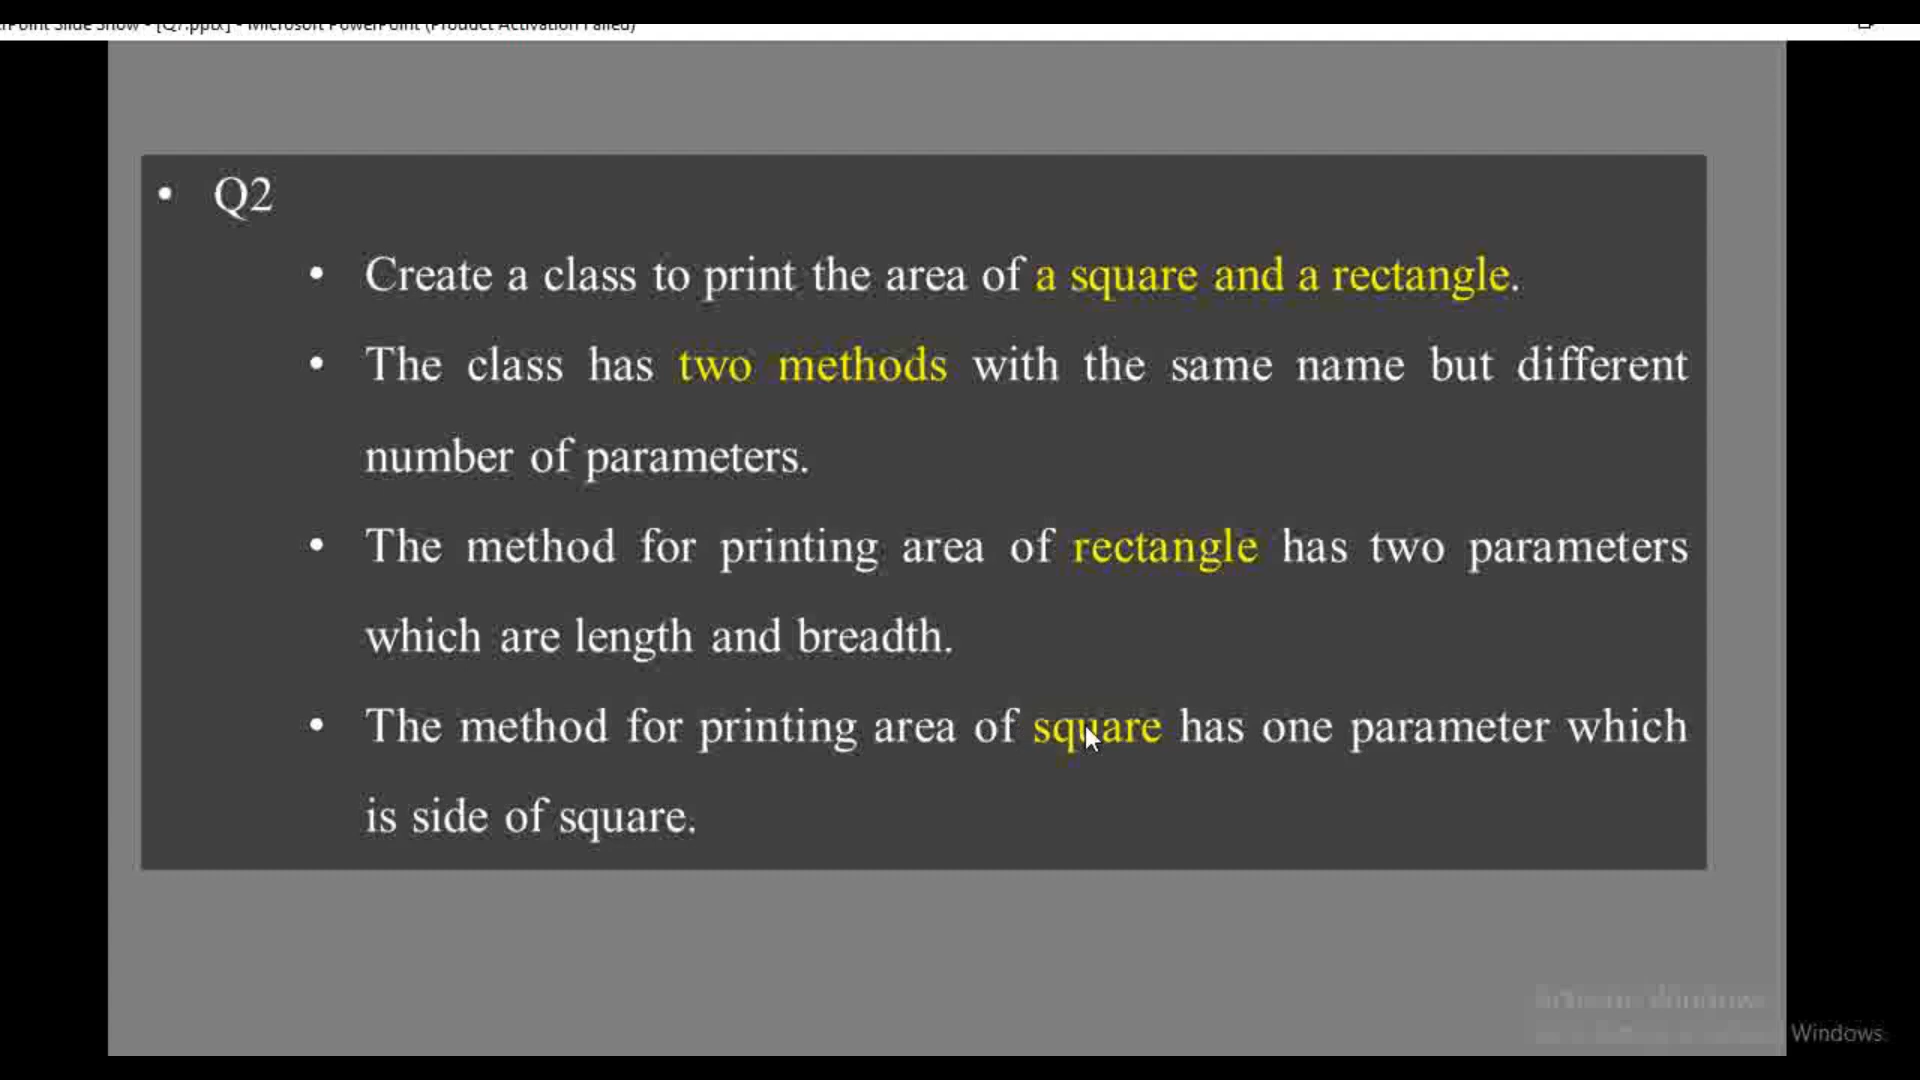 Point Slide Show - [Q7.pptx] - Microsoft PowerPoint (Product Activation Failed)
• Q2
• Create a class to print the area of a square and a rectangle.
• The class has two methods with the same name but different
number of parameters.
• The method for printing area of rectangle has two parameters
which are length and breadth.
• The method for printing area of square has one parameter which
is side of square.
Windows.